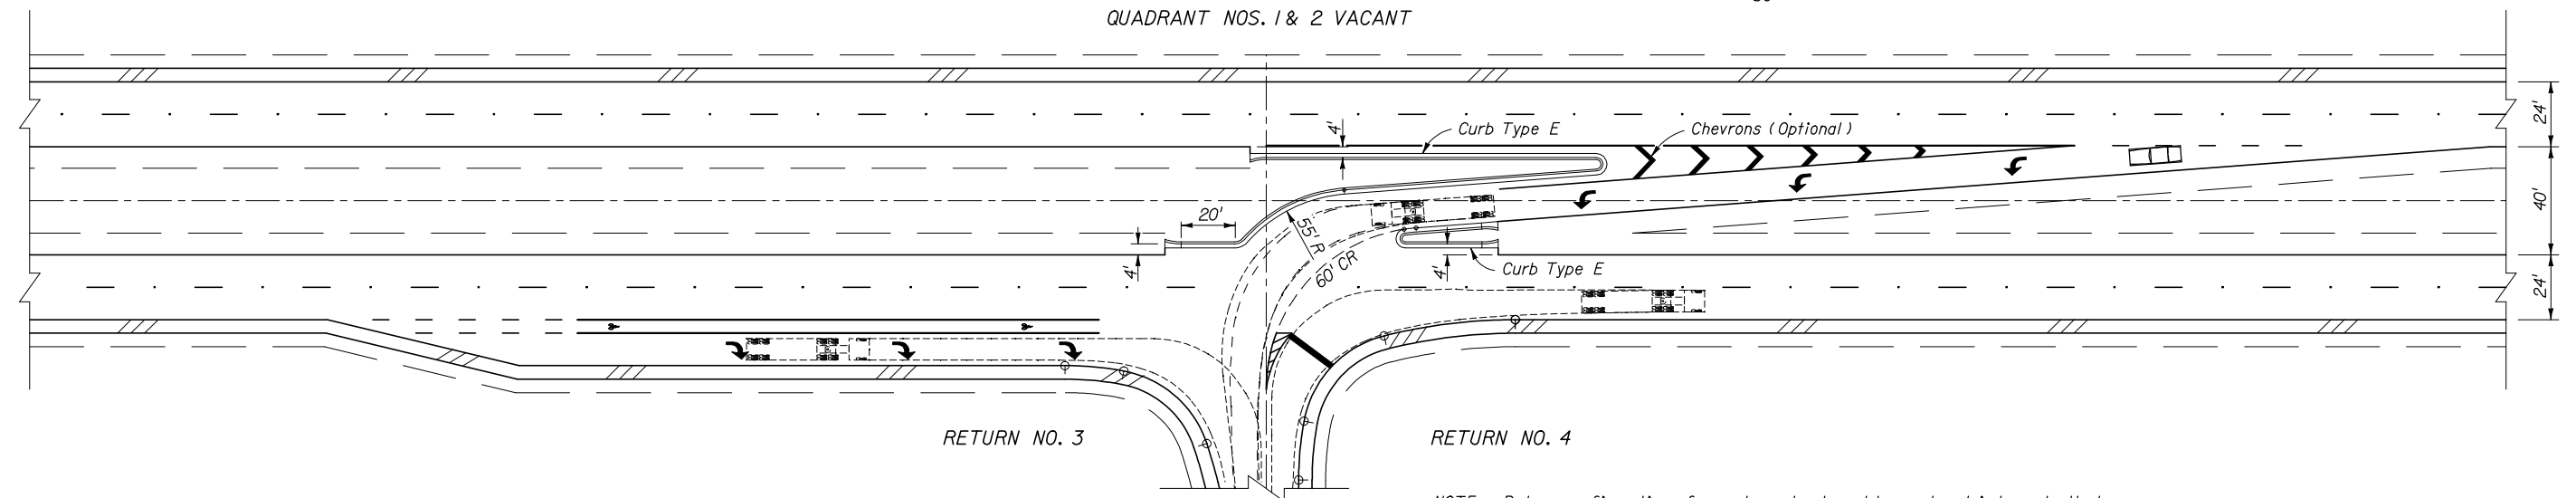 QUADRANT NOS. 1 & 2 VACANT
24'
4'
Curb Type E
Chevrons (Optional)
20'
55' R
60' CR
40'
4'
4'
Curb Type E
24'
RETURN NO. 3
RETURN NO. 4